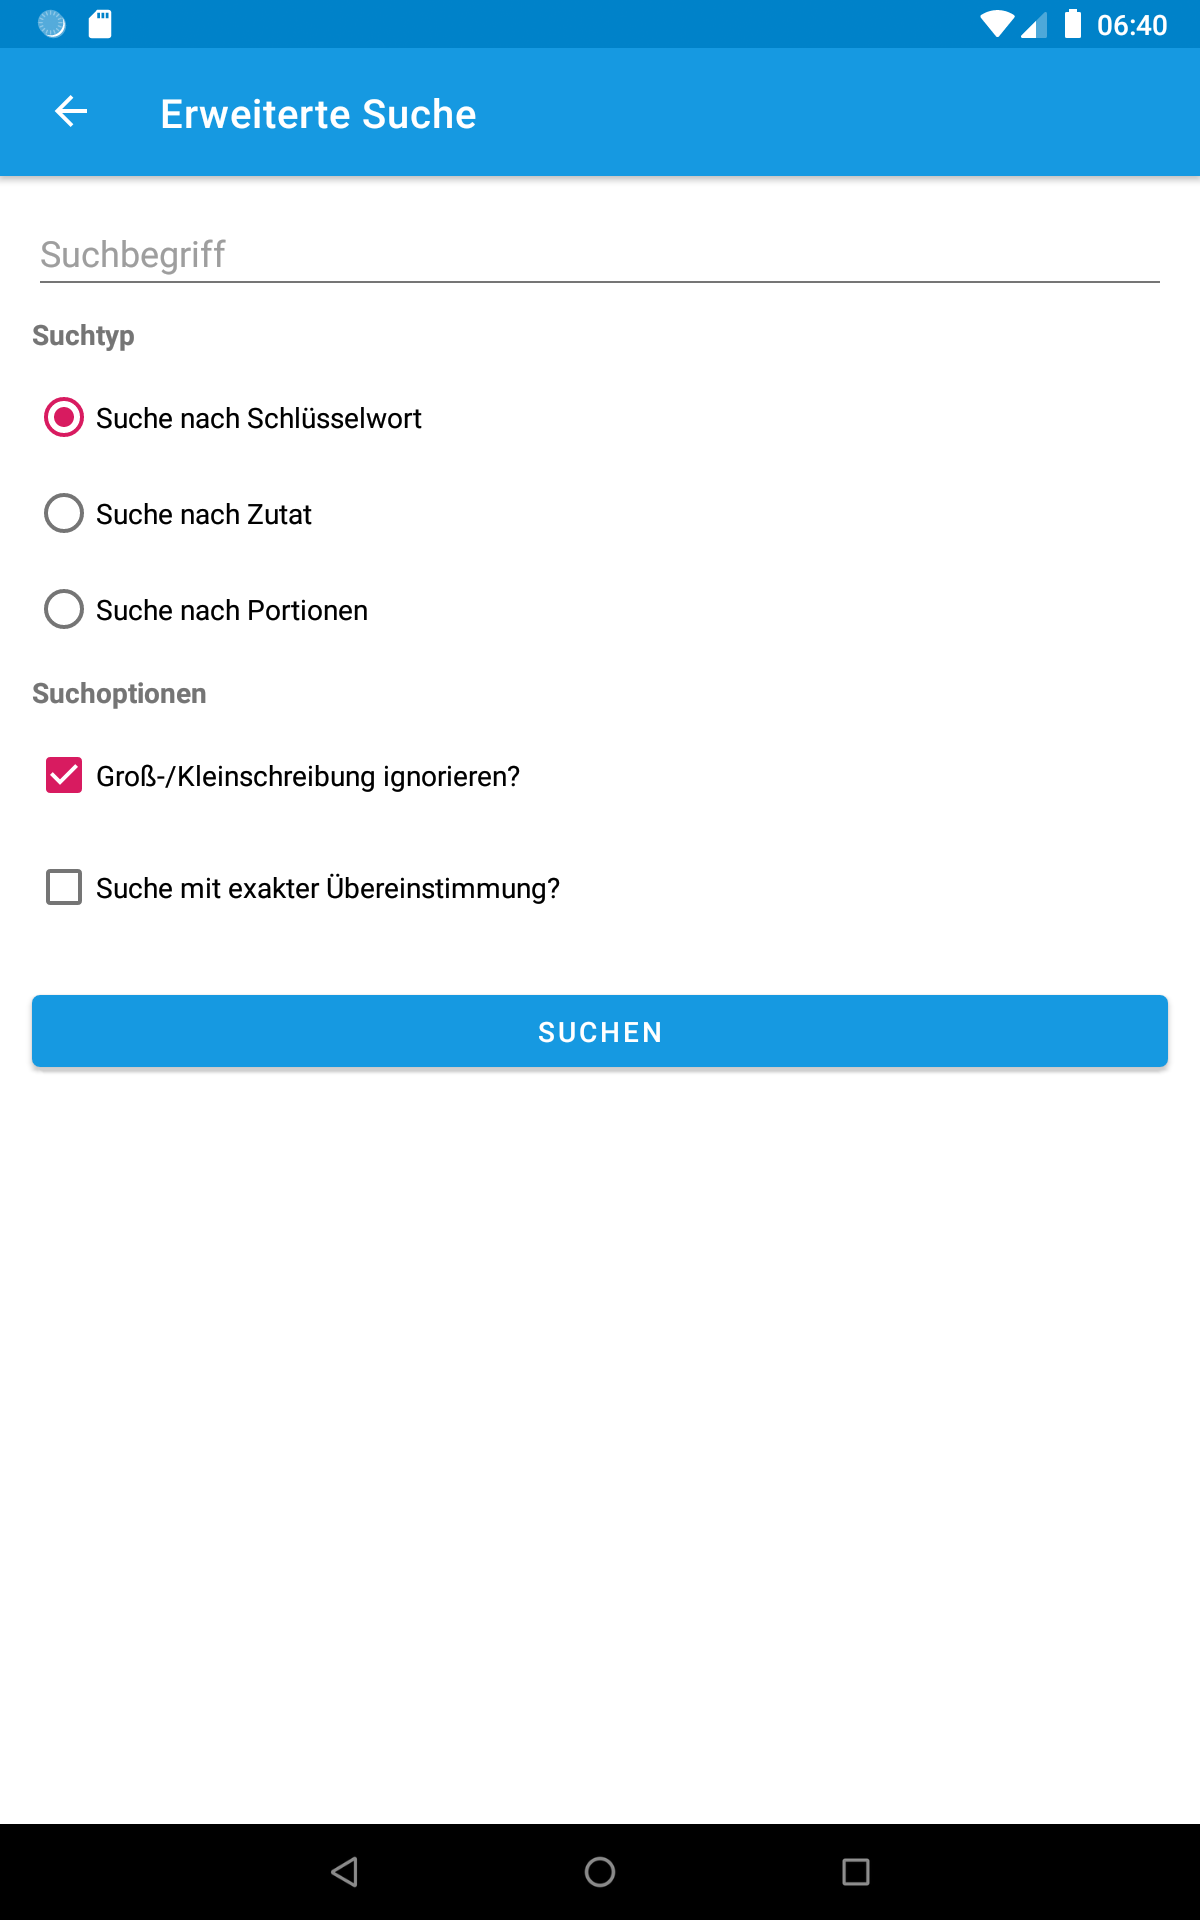 06:40
Erweiterte Suche
Suchbegriff
Suchtyp
Suche nach Schlüsselwort
Suche nach Zutat
Suche nach Portionen
Suchoptionen
Groß-/Kleinschreibung ignorieren?
Suche mit exakter Übereinstimmung?
SUCHEN